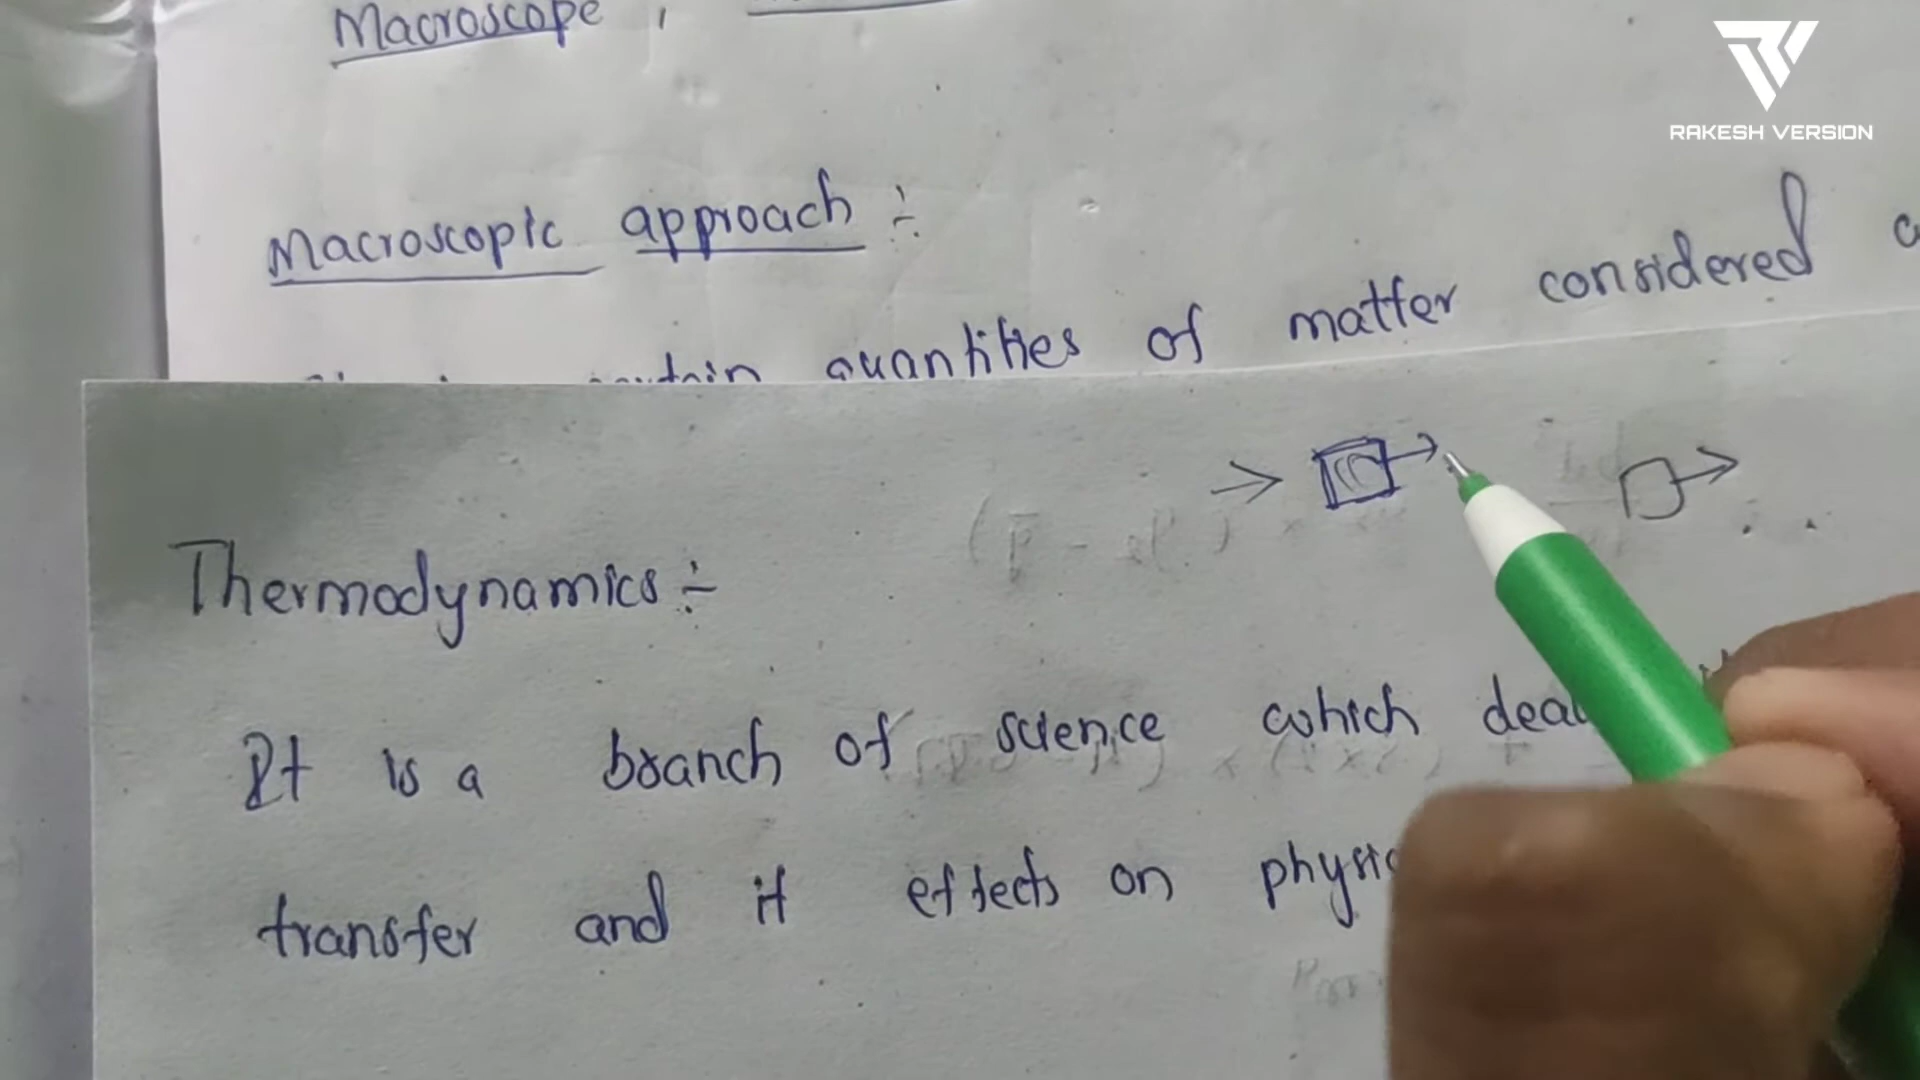 Macroscope,
RAKESH VERSION
Macroscopic approach :-
quantities of matter considered
Thermodynamics :-
It is a branch of science which
transfer and it effects on